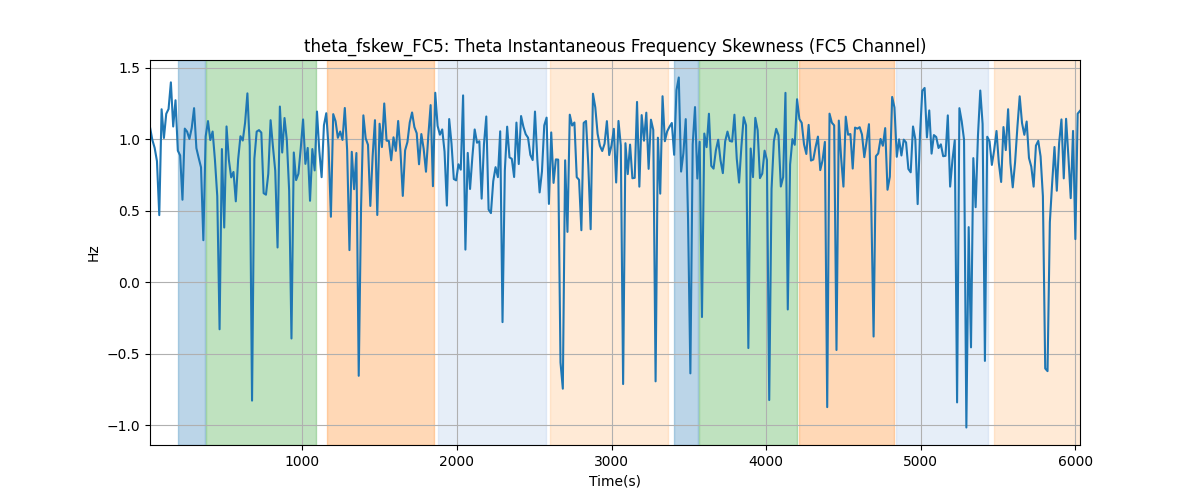 theta_fskew_FC5: Theta Instantaneous Frequency Skewness (FC5 Channel)
1.5
1.0
0.5
0.0
−0.5
−1.0
Hz
1000 2000 3000 4000 5000 6000
Time(s)